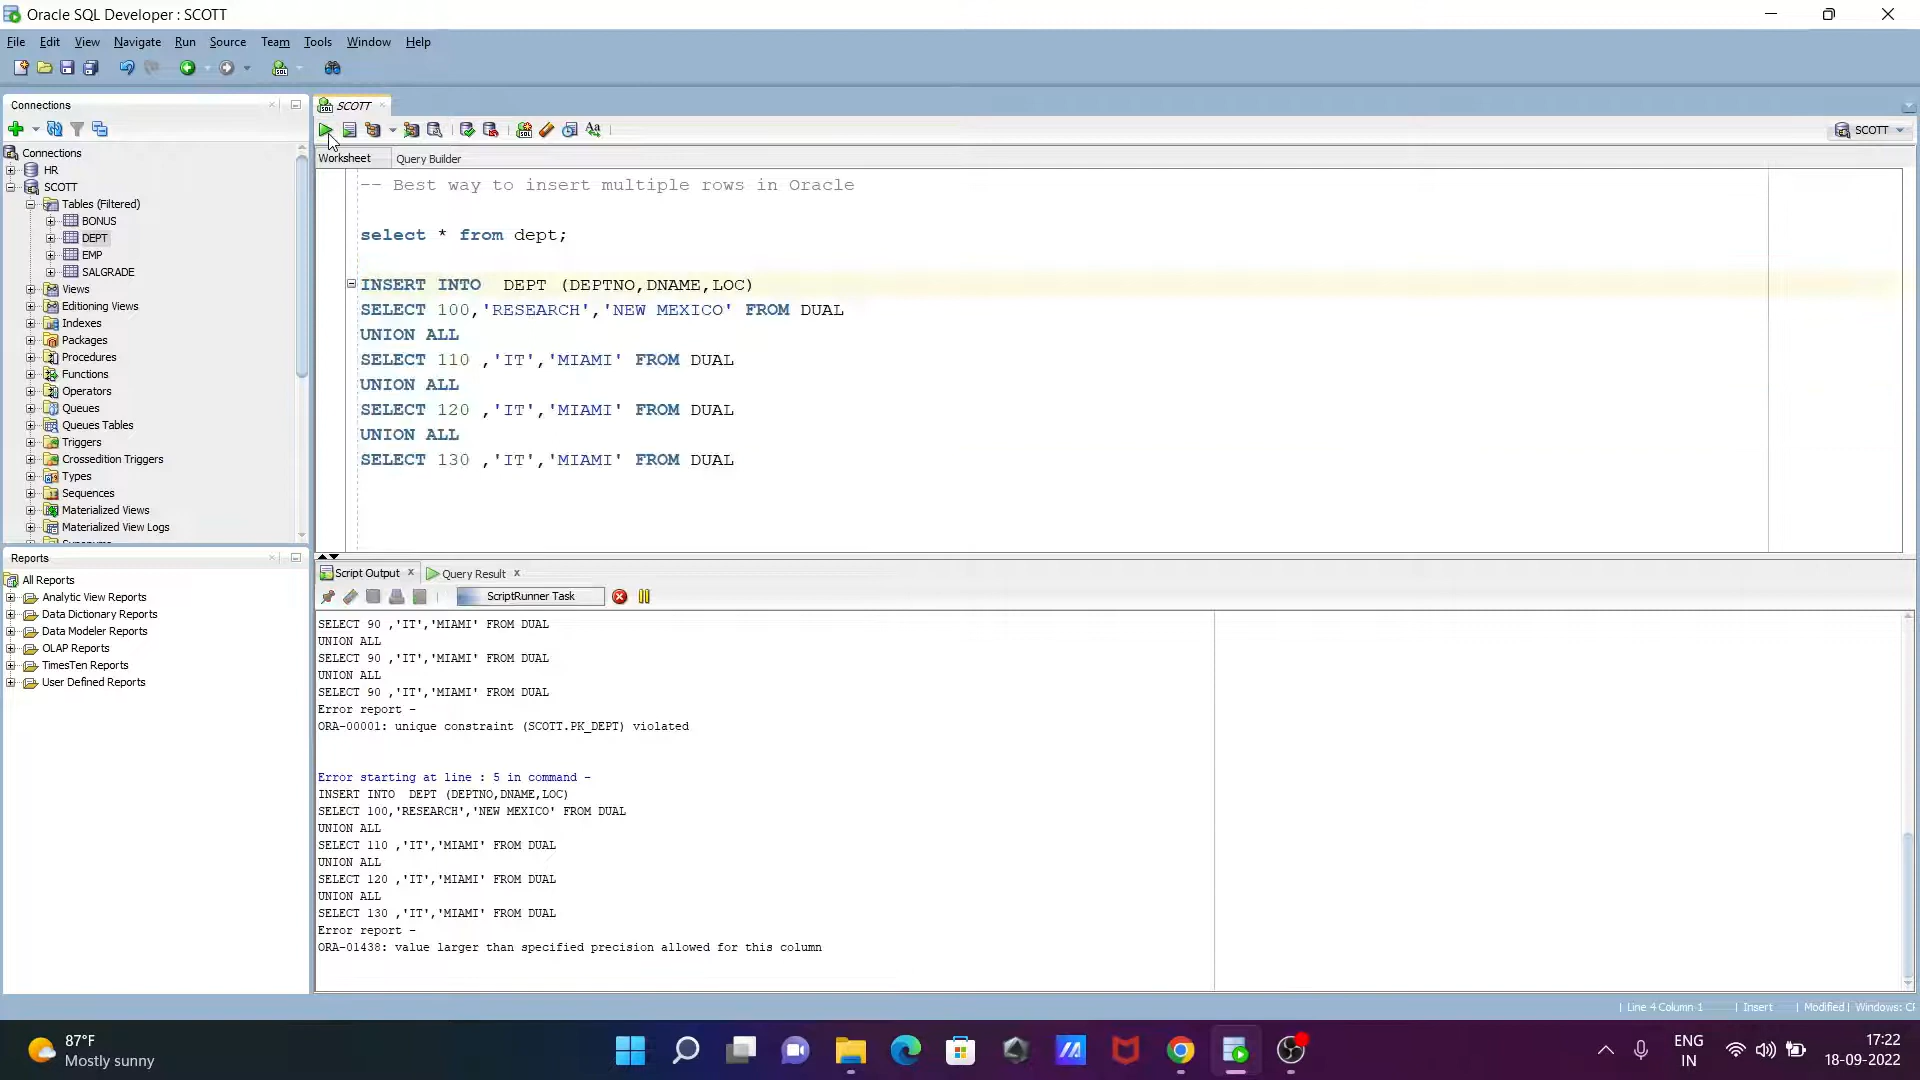 Oracle SQL Developer : SCOTT
File Edit View Navigate Run Source Team Tools Window Help
Connections
SCOTT
SCOTT
Worksheet Query Builder
Connections
HR
SCOTT
Tables (Filtered)
BONUS
DEPT
EMP
SALGRADE
Views
Editioning Views
Indexes
Packages
Procedures
Functions
Operators
Queues
Queues Tables
Triggers
Crossedition Triggers
Types
Sequences
Materialized Views
Materialized View Logs
-- Best way to insert multiple rows in Oracle
select * from dept;
INSERT INTO  DEPT (DEPTNO,DNAME,LOC)
SELECT 100,'RESEARCH','NEW MEXICO' FROM DUAL
UNION ALL
SELECT 110 ,'IT','MIAMI' FROM DUAL
UNION ALL
SELECT 120 ,'IT','MIAMI' FROM DUAL
UNION ALL
SELECT 130 ,'IT','MIAMI' FROM DUAL
Reports
All Reports
Analytic View Reports
Data Dictionary Reports
Data Modeler Reports
OLAP Reports
TimesTen Reports
User Defined Reports
Script Output Query Result
ScriptRunner Task
SELECT 90 ,'IT','MIAMI' FROM DUAL
UNION ALL
SELECT 90 ,'IT','MIAMI' FROM DUAL
UNION ALL
SELECT 90 ,'IT','MIAMI' FROM DUAL
Error report -
ORA-00001: unique constraint (SCOTT.PK_DEPT) violated
Error starting at line : 5 in command -
INSERT INTO  DEPT (DEPTNO,DNAME,LOC)
SELECT 100,'RESEARCH','NEW MEXICO' FROM DUAL
UNION ALL
SELECT 110 ,'IT','MIAMI' FROM DUAL
UNION ALL
SELECT 120 ,'IT','MIAMI' FROM DUAL
UNION ALL
SELECT 130 ,'IT','MIAMI' FROM DUAL
Error report -
ORA-01438: value larger than specified precision allowed for this column
Line 4 Column 1 Insert Modified Windows: CF
87°F
Mostly sunny
ENG
IN
17:22
18-09-2022